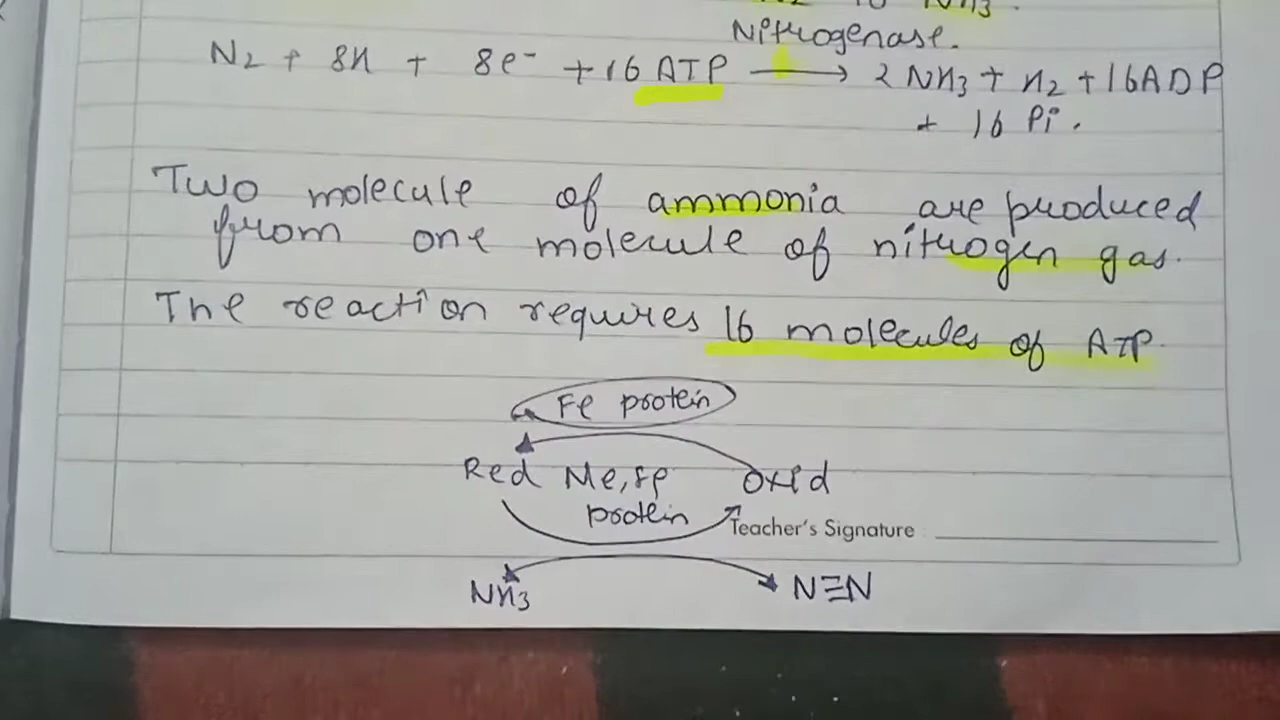 Nitrogenase.
N2 + 8H + 8e- + 16 ATP → 2 NH3 + H2 + 16ADP
+ 16 Pi.
Two molecule of ammonia are produced
from one molecule of nitrogen gas.
The reaction requires 16 molecules of ATP
Fe protein
Red Me, Fe Oxid
protein
Teacher's Signature
NH3 N≡N